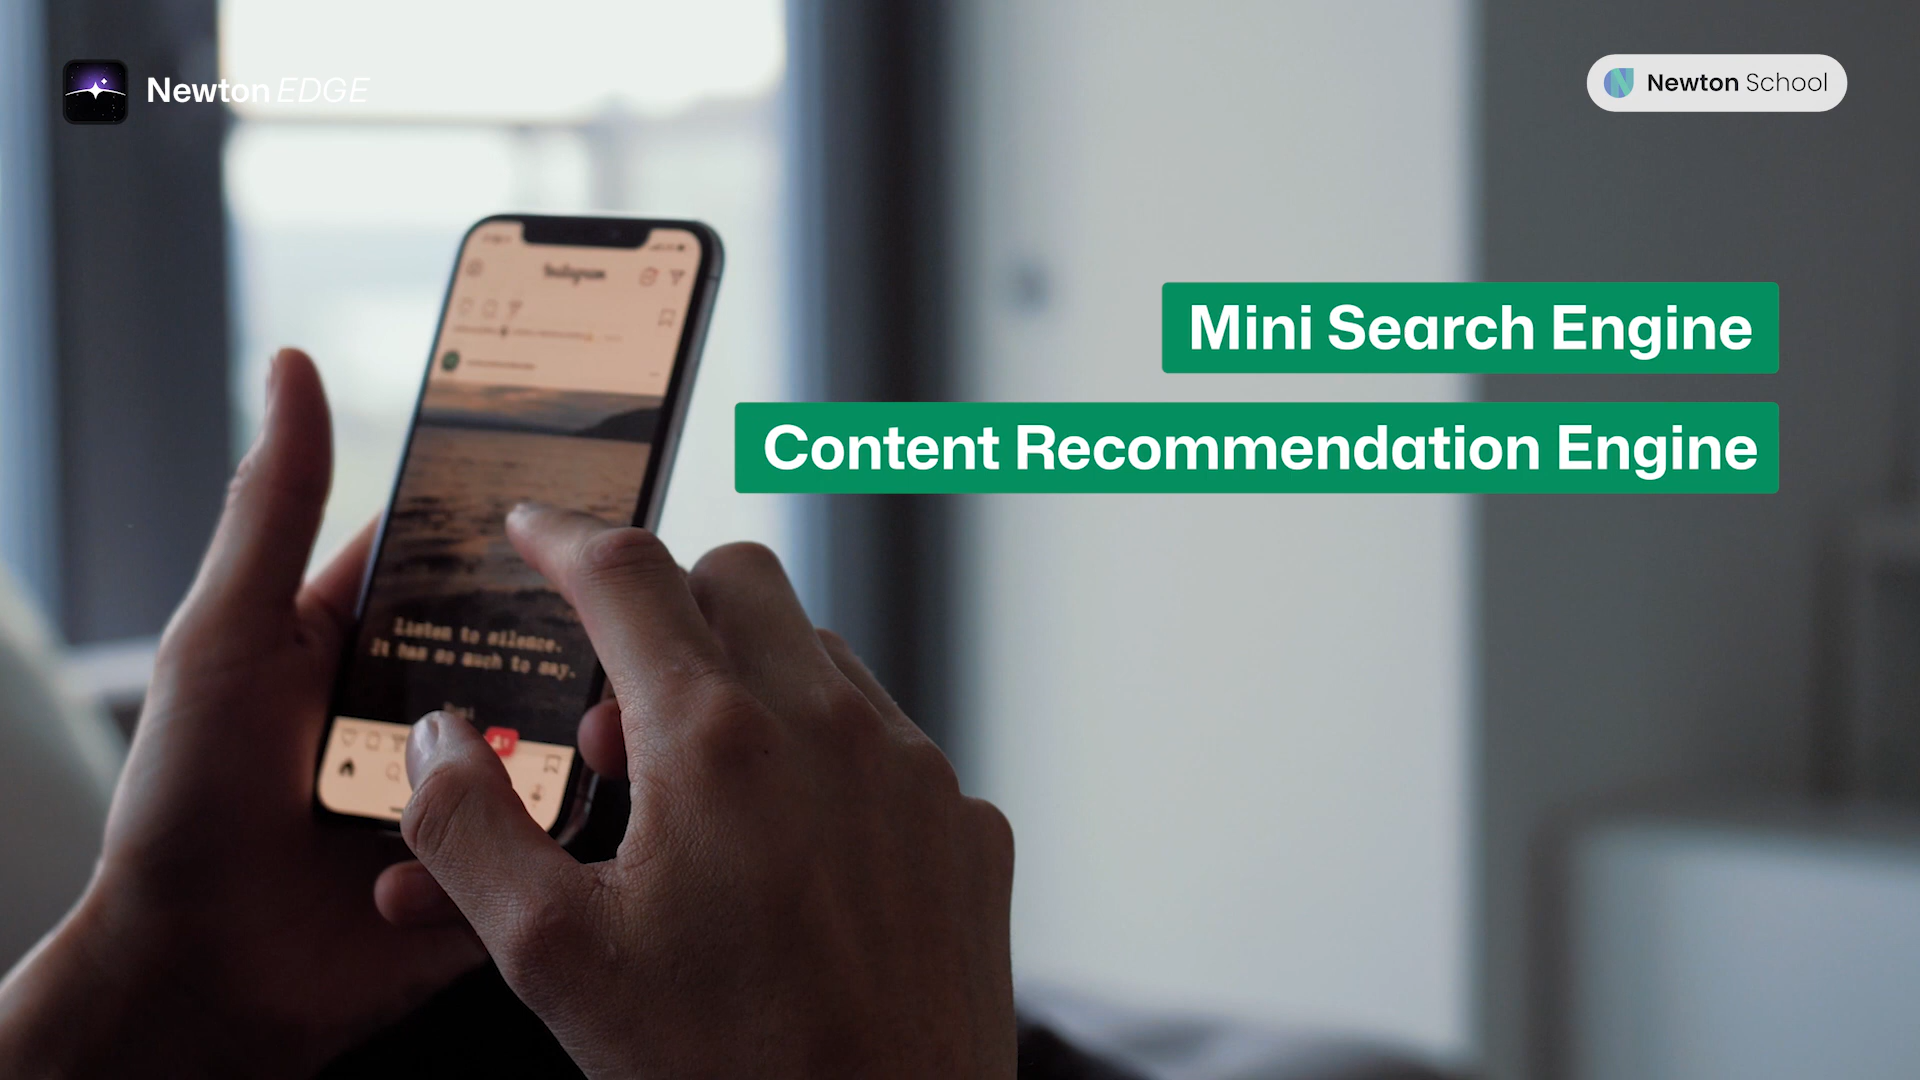 Newton EDGE
Newton School
Mini Search Engine
Content Recommendation Engine
Instagram
Listen to silence.
It has so much to say.